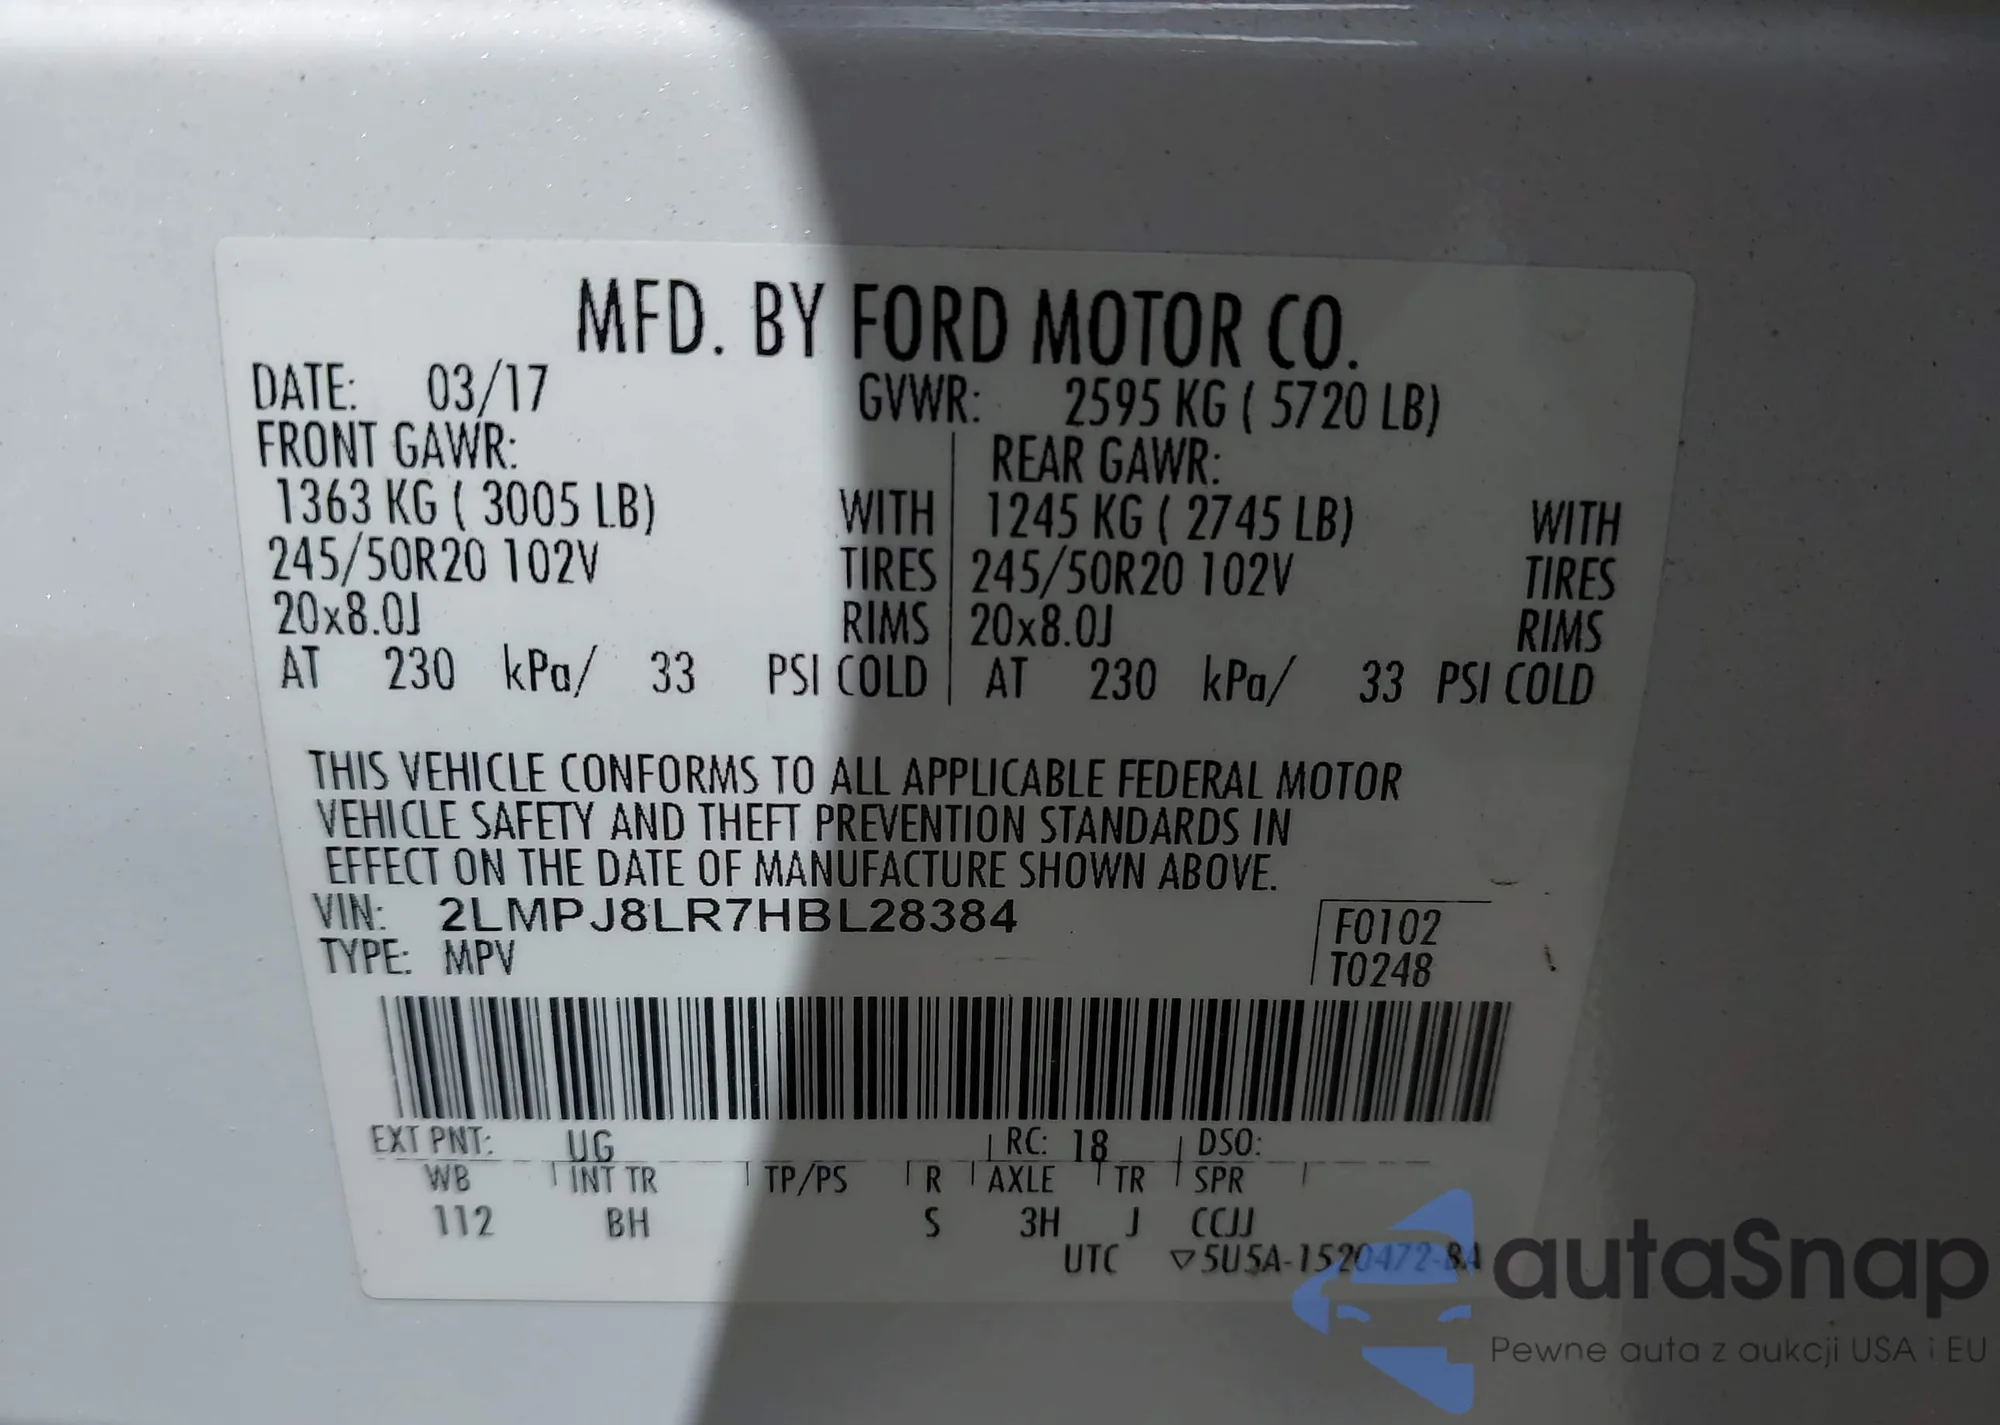 MFD. BY FORD MOTOR CO.
DATE: 03/17 GVWR: 2595 KG ( 5720 LB)
FRONT GAWR: REAR GAWR:
1363 KG ( 3005 LB) WITH 1245 KG ( 2745 LB) WITH
245/50R20 102V TIRES 245/50R20 102V TIRES
20x8.0J RIMS 20x8.0J RIMS
AT 230 kPa/ 33 PSI COLD AT 230 kPa/ 33 PSI COLD
THIS VEHICLE CONFORMS TO ALL APPLICABLE FEDERAL MOTOR
VEHICLE SAFETY AND THEFT PREVENTION STANDARDS IN
EFFECT ON THE DATE OF MANUFACTURE SHOWN ABOVE.
VIN: 2LMPJ8LR7HBL28384 F0102
TYPE: MPV T0248
EXT PNT: UG RC: 18 DSO:
WB INT TR TP/PS R AXLE TR SPR
112 BH S 3H J CCJJ
UTC ▽5U5A-1520472-BA
autaSnap
Pewne auta z aukcji USA i EU